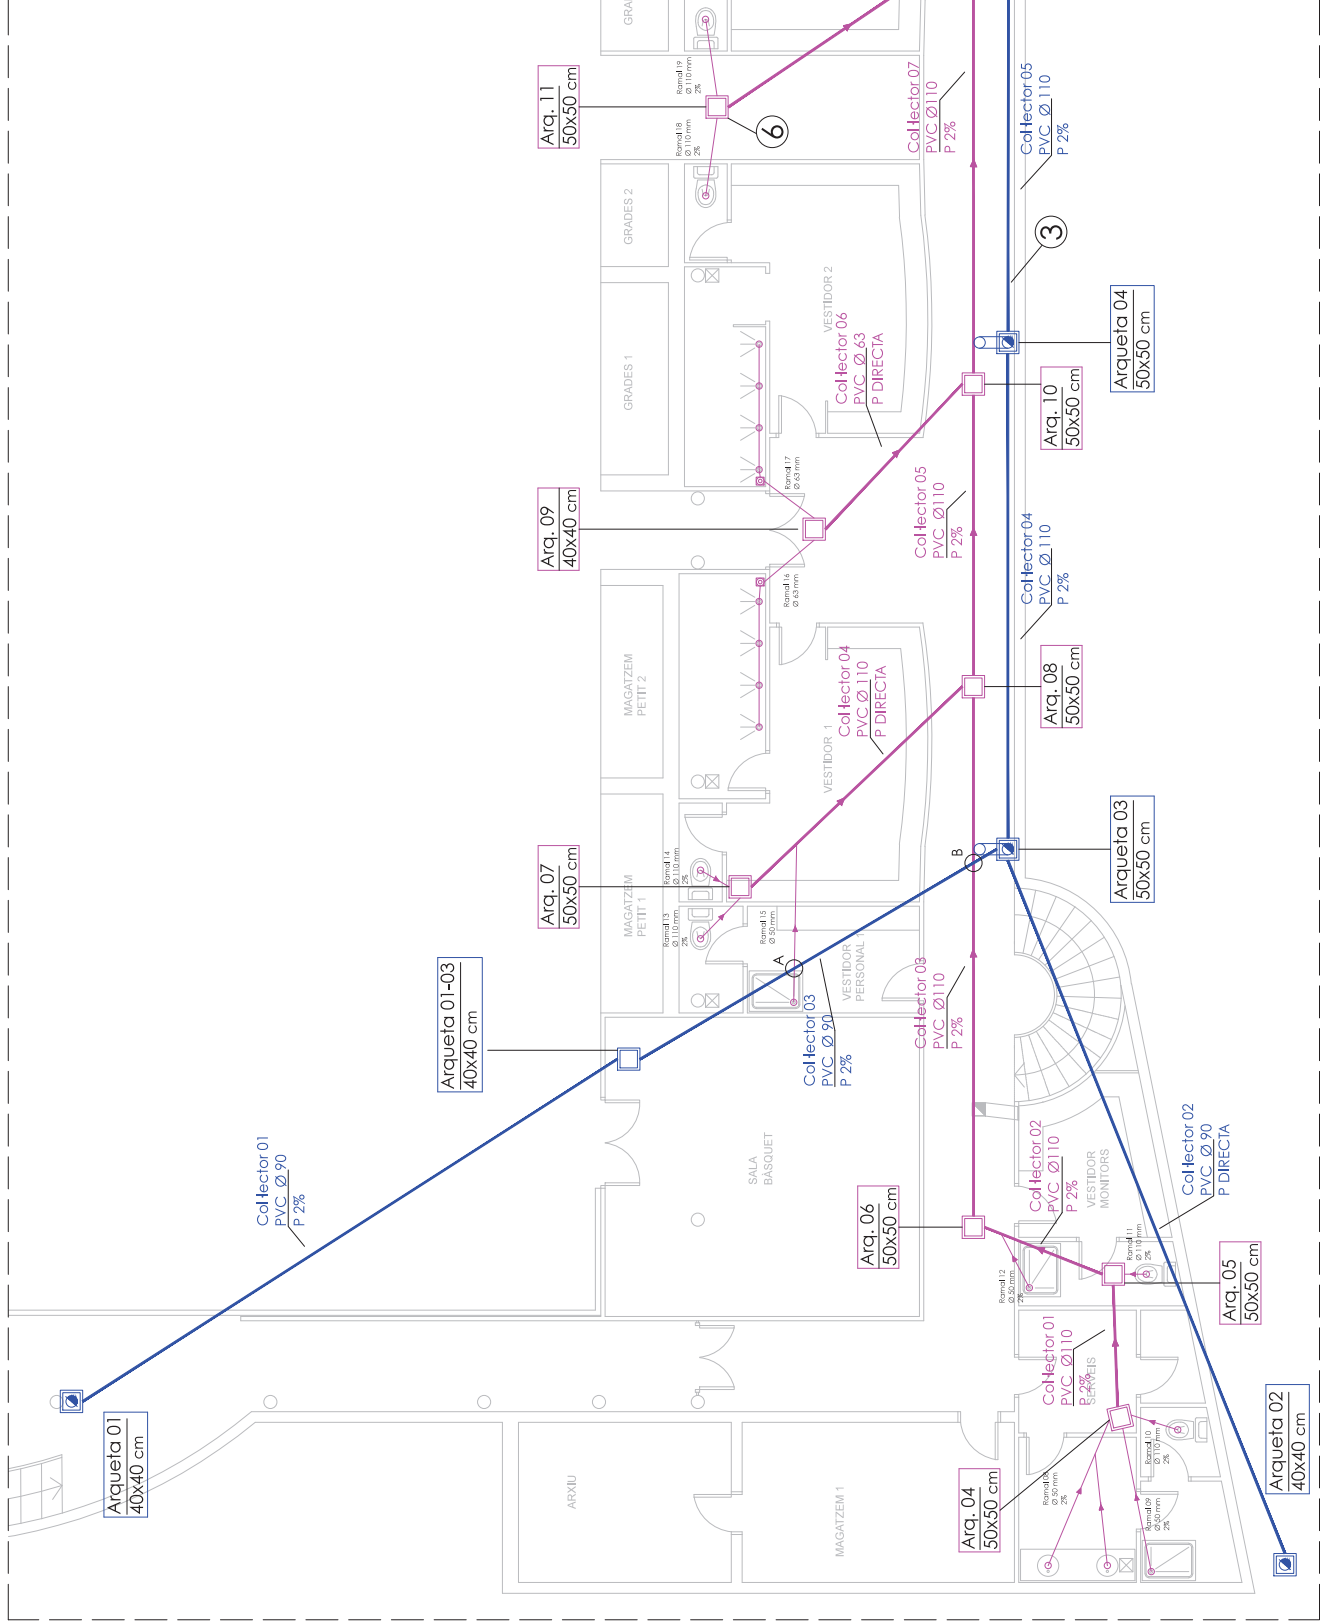 GRA
Ramal 19
Ø 110 mm
2%
Arq. 11
50x50 cm
Ramal 18
Ø 110 mm
2%
6
Col·lector 07
PVC Ø110
P 2%
Col·lector 05
PVC Ø 110
P 2%
GRADES 2
3
GRADES 1
VESTIDOR 2
Col·lector 06
PVC Ø 63
P DIRECTA
Arqueta 04
50x50 cm
Arq. 10
50x50 cm
Arq. 09
40x40 cm
Ramal 17
Ø 63 mm
Col·lector 05
PVC Ø110
P 2%
Col·lector 04
PVC Ø 110
P 2%
Ramal 16
Ø 63 mm
MAGATZEM
PETIT 2
Col·lector 04
PVC Ø 110
P DIRECTA
VESTIDOR 1
Arq. 08
50x50 cm
Arq. 07
50x50 cm
MAGATZEM
PETIT 1
Ramal 14
Ø 110 mm
2%
Ramal 13
Ø 110 mm
2%
Ramal 15
Ø 50 mm
2%
B
A
Arqueta 03
50x50 cm
VESTIDOR
PERSONAL 1
Arqueta 01-03
40x40 cm
Col·lector 03
PVC Ø 90
P 2%
Col·lector 03
PVC Ø110
P 2%
Col·lector 01
PVC Ø 90
P 2%
SALA
BÀSQUET
Col·lector 02
PVC Ø110
P 2%
VESTIDOR
MONITORS
Col·lector 02
PVC Ø 90
P DIRECTA
Arq. 06
50x50 cm
Ramal 12
Ø 50 mm
2%
Ramal 11
Ø 110 mm
2%
Arq. 05
50x50 cm
Col·lector 01
PVC Ø110
P 2%
SERVEIS
Arqueta 01
40x40 cm
Arqueta 02
40x40 cm
ARXIU
MAGATZEM 1
Arq. 04
50x50 cm
Ramal 08
Ø 50 mm
2%
Ramal 10
Ø 110 mm
2%
Ramal 09
Ø 50 mm
2%